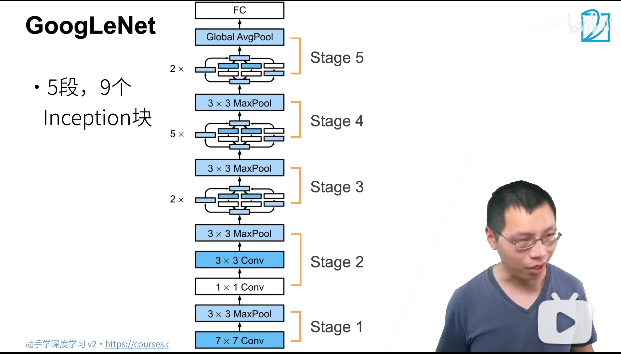 GoogLeNet
• 5段，9个
Inception块
FC
Global AvgPool
2 ×
Stage 5
3 × 3 MaxPool
5 ×
Stage 4
3 × 3 MaxPool
2 ×
Stage 3
3 × 3 MaxPool
3 × 3 Conv
1 × 1 Conv
Stage 2
3 × 3 MaxPool
7 × 7 Conv
Stage 1
动手学深度学习 v2 • https://courses.c